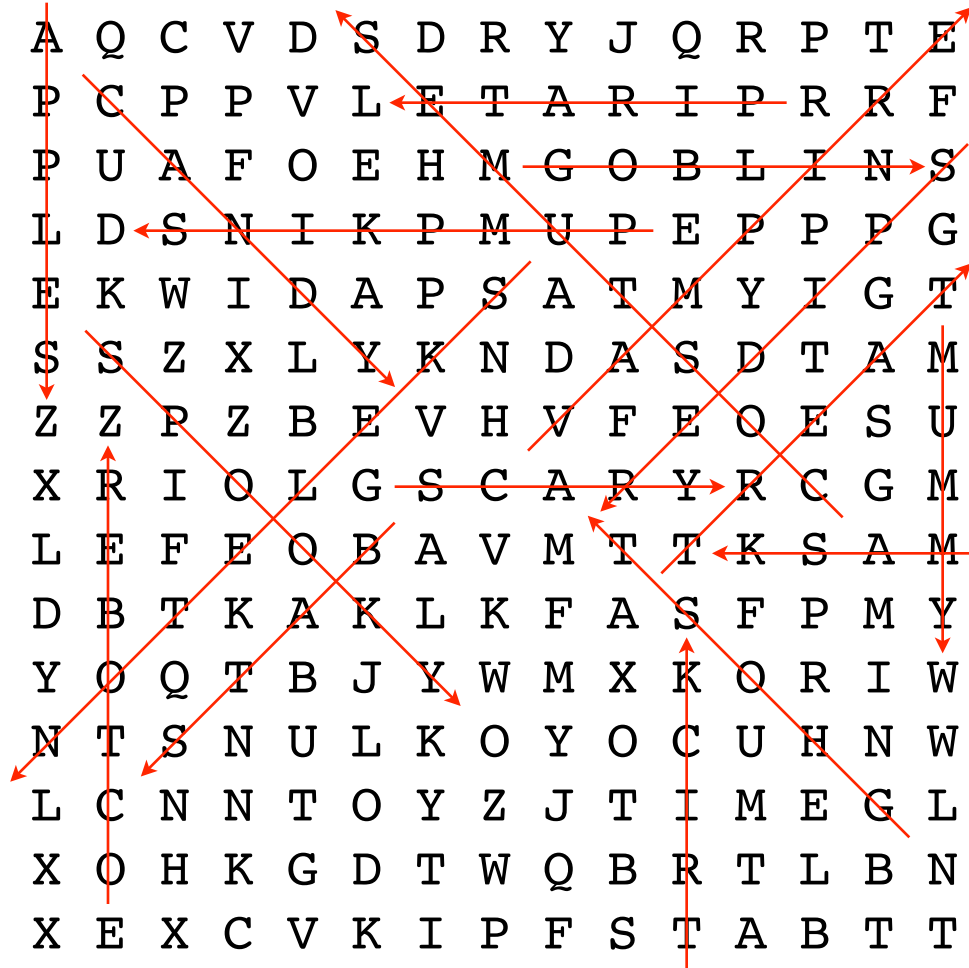 A Q C V D S D R Y J Q R P T E
P C P P V L E T A R I P R R F
P U A F O E H M G O B L I N S
L D S N I K P M U P E P P P G
E K W I D A P S A T M Y I G T
S S Z X L Y K N D A S D T A M
Z Z P Z B E V H V F E O E S U
X R I O L G S C A R Y R C G M
L E F E O B A V M T T K S A M
D B T K A K L K F A S F P M Y
Y O Q T B J Y W M X K O R I W
N T S N U L K O Y O C U H N W
L C N N T O Y Z J T I M E G L
X O H K G D T W Q B R T L B N
X E X C V K I P F S T A B T T